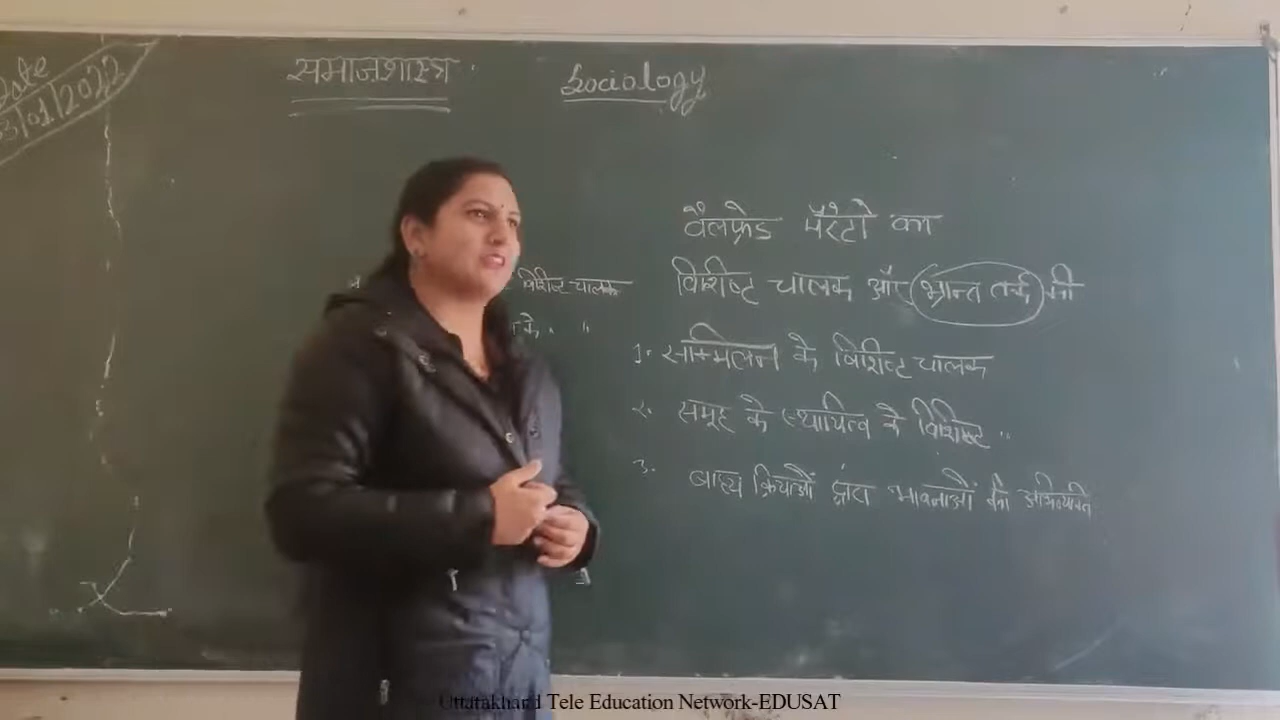 Date
3/01/2022
समाजशास्त्र Sociology
वैलफ्रेड पैरेटो का
विशिष्ट चालक और भ्रान्त तर्क की
विशिष्ट चालक
के " "
1. सम्मिलन के विशिष्ट चालक
2. समूह के स्थायित्व के विशिष्ट "
3. बाह्य क्रियाओं द्वारा भावनाओं की अभिव्यक्ति
Uttarakhand Tele Education Network-EDUSAT